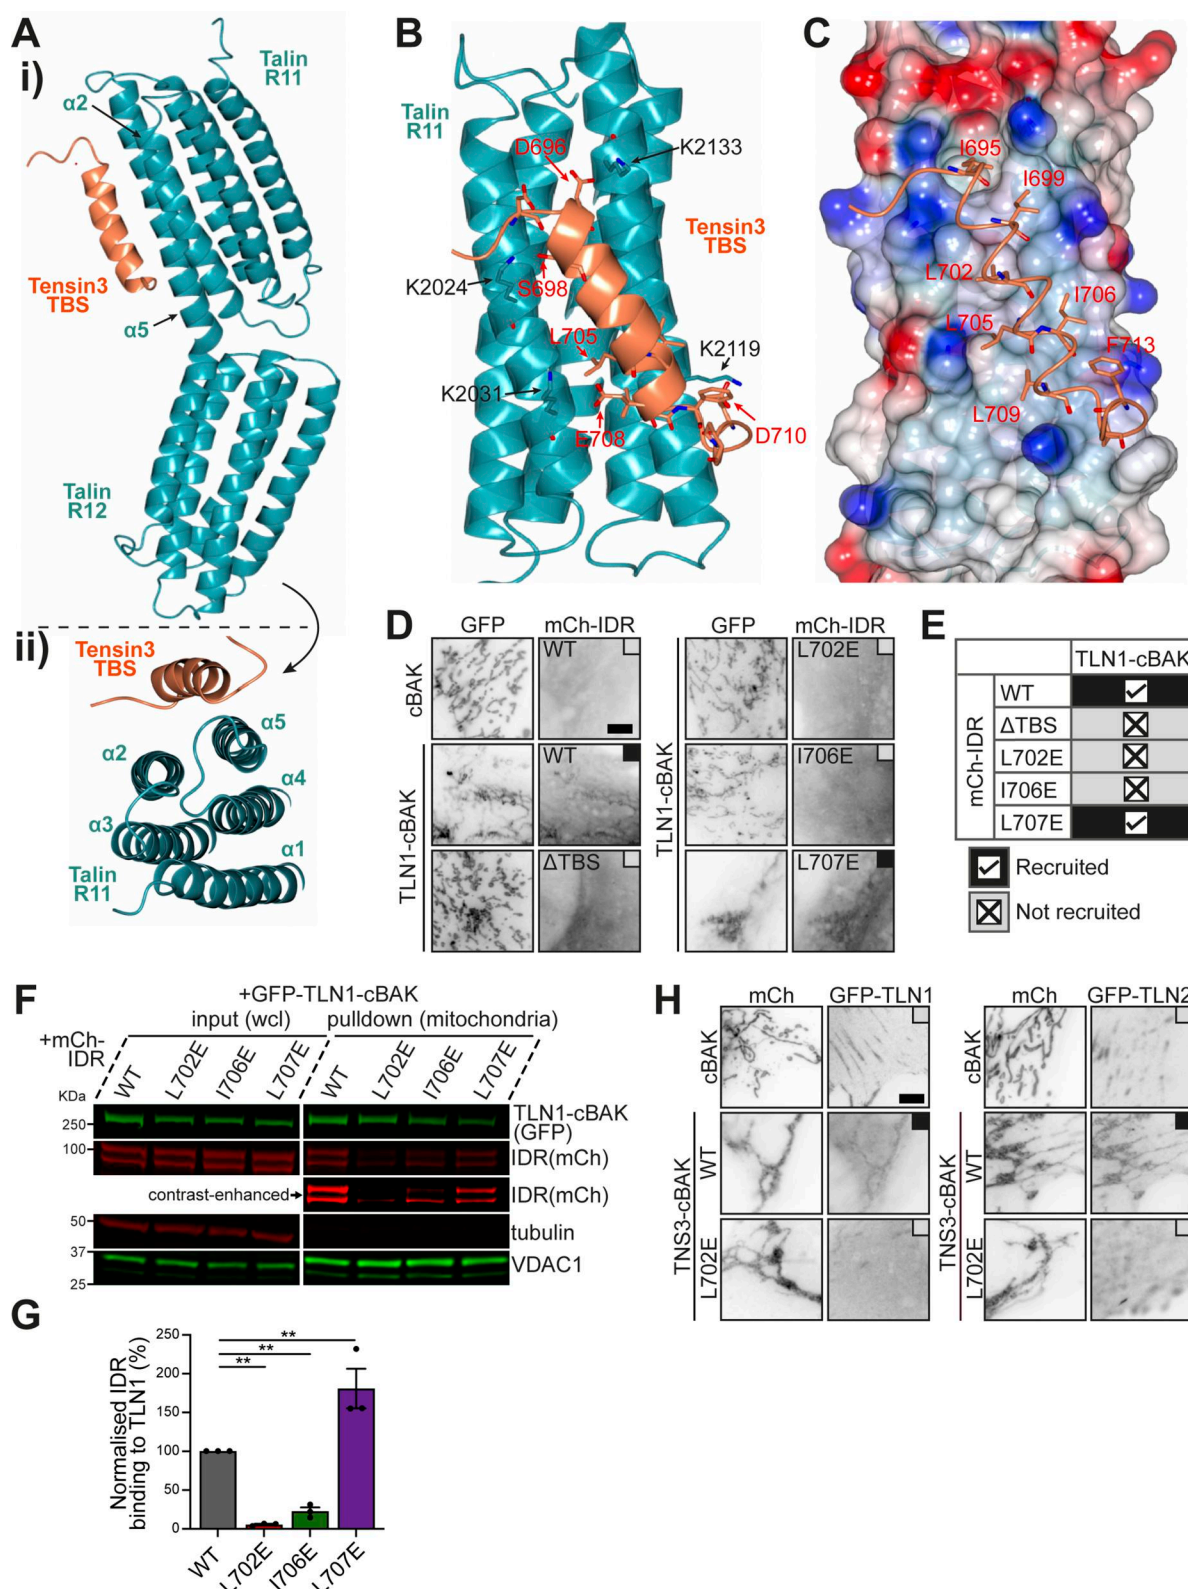 A
i)
Talin
R11
α2
Tensin3
TBS
α5
Talin
R12
ii)
Tensin3
TBS
α5
α2
α4
α3
α1
Talin
R11
B
Talin
R11
D696
K2133
Tensin3
TBS
K2024
S698
L705
K2119
K2031
E708
D710
C
I695
I699
L702
I706
L705
F713
L709
D
GFP mCh-IDR GFP mCh-IDR
cBAK
WT
L702E
TLN1-cBAK
WT
TLN1-cBAK
I706E
ΔTBS
L707E
E
TLN1-cBAK
mCh-IDR
WT
ΔTBS
L702E
I706E
L707E
Recruited
Not recruited
F
+GFP-TLN1-cBAK
input (wcl) pulldown (mitochondria)
+mCh-
IDR
WT L702E I706E L707E WT L702E I706E L707E
KDa
250
TLN1-cBAK
(GFP)
100
IDR(mCh)
contrast-enhanced
IDR(mCh)
50
tubulin
37
VDAC1
25
G
Normalised IDR
binding to TLN1 (%)
250
200
150
100
50
0
** ** **
WT L702E I706E L707E
H
mCh GFP-TLN1 mCh GFP-TLN2
cBAK
cBAK
TNS3-cBAK
WT
L702E
TNS3-cBAK
WT
L702E